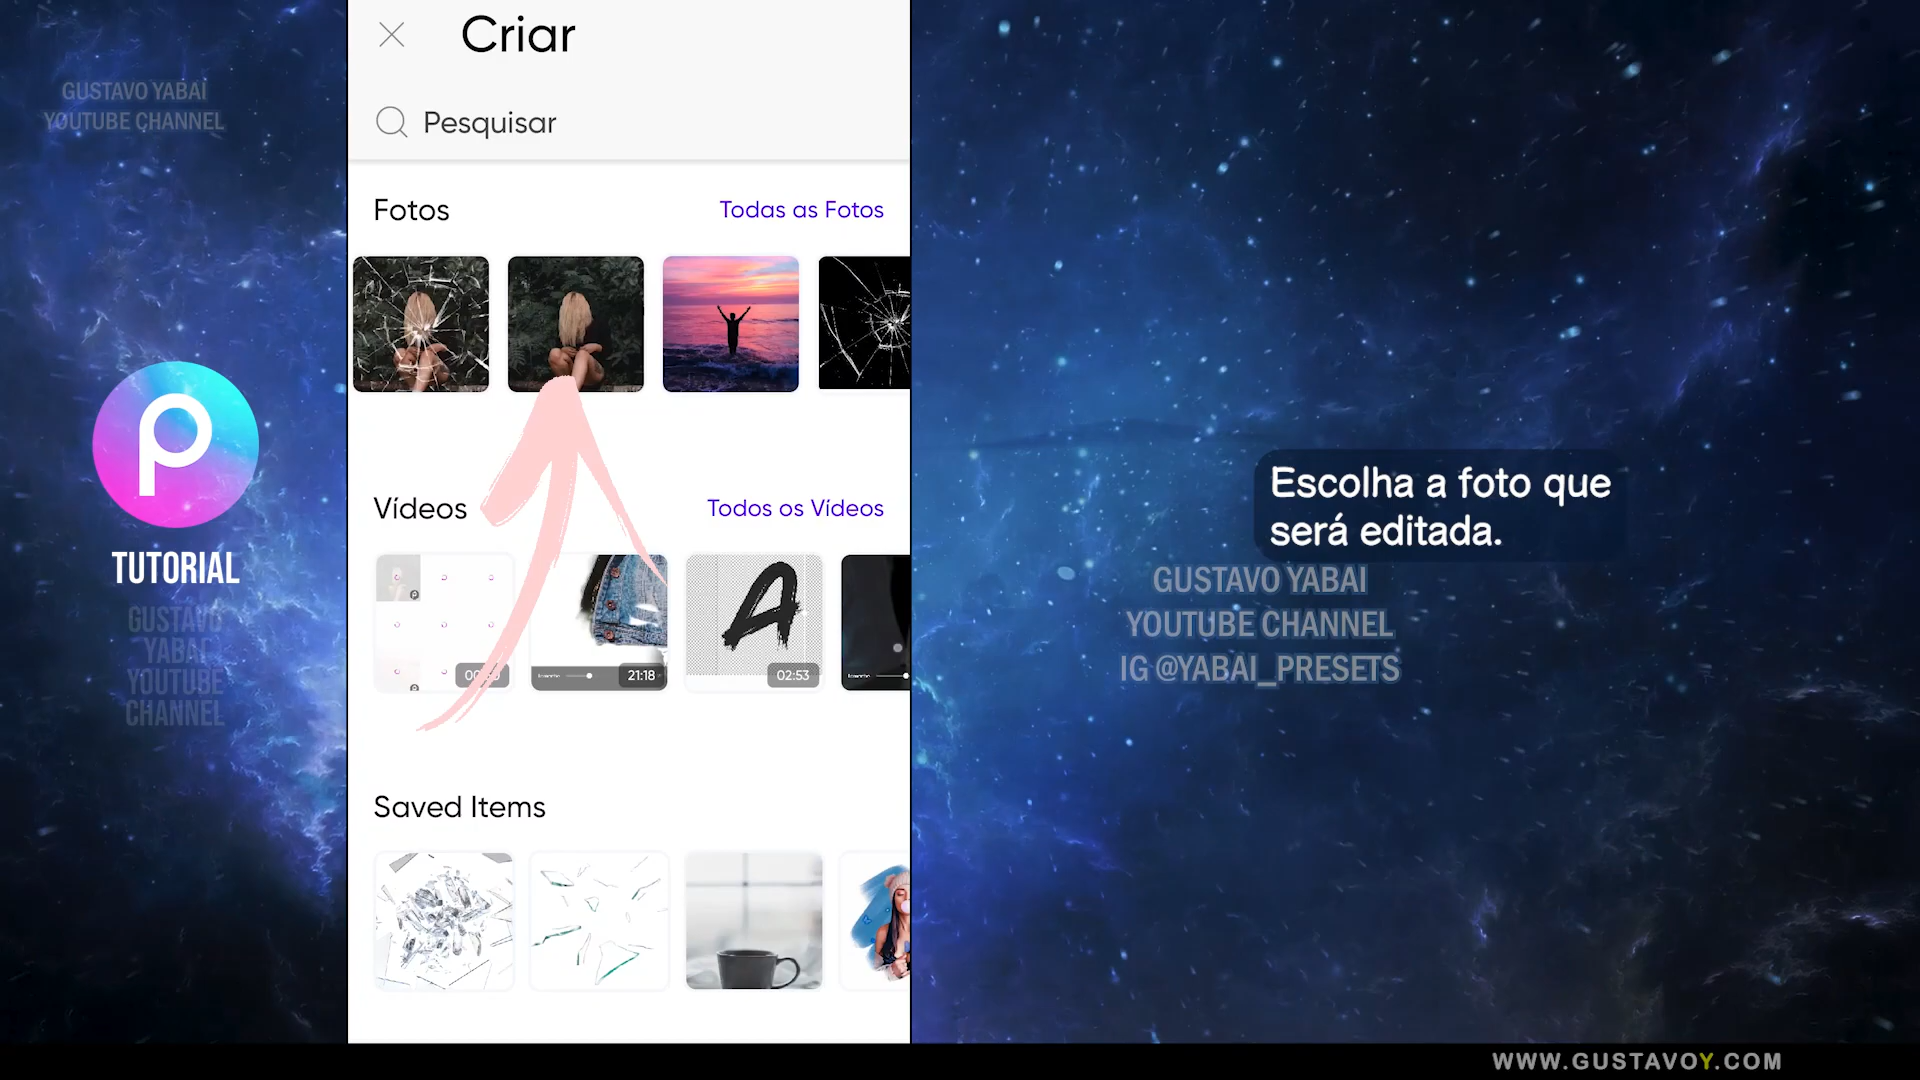 GUSTAVO YABAI
YOUTUBE CHANNEL
TUTORIAL
GUSTAVO
YABAI
YOUTUBE
CHANNEL
Criar
Pesquisar
Fotos
Todas as Fotos
Vídeos
Todos os Vídeos
21:18
02:53
Saved Items
Escolha a foto que
será editada.
GUSTAVO YABAI
YOUTUBE CHANNEL
IG @YABAI_PRESETS
WWW.GUSTAVOY.COM